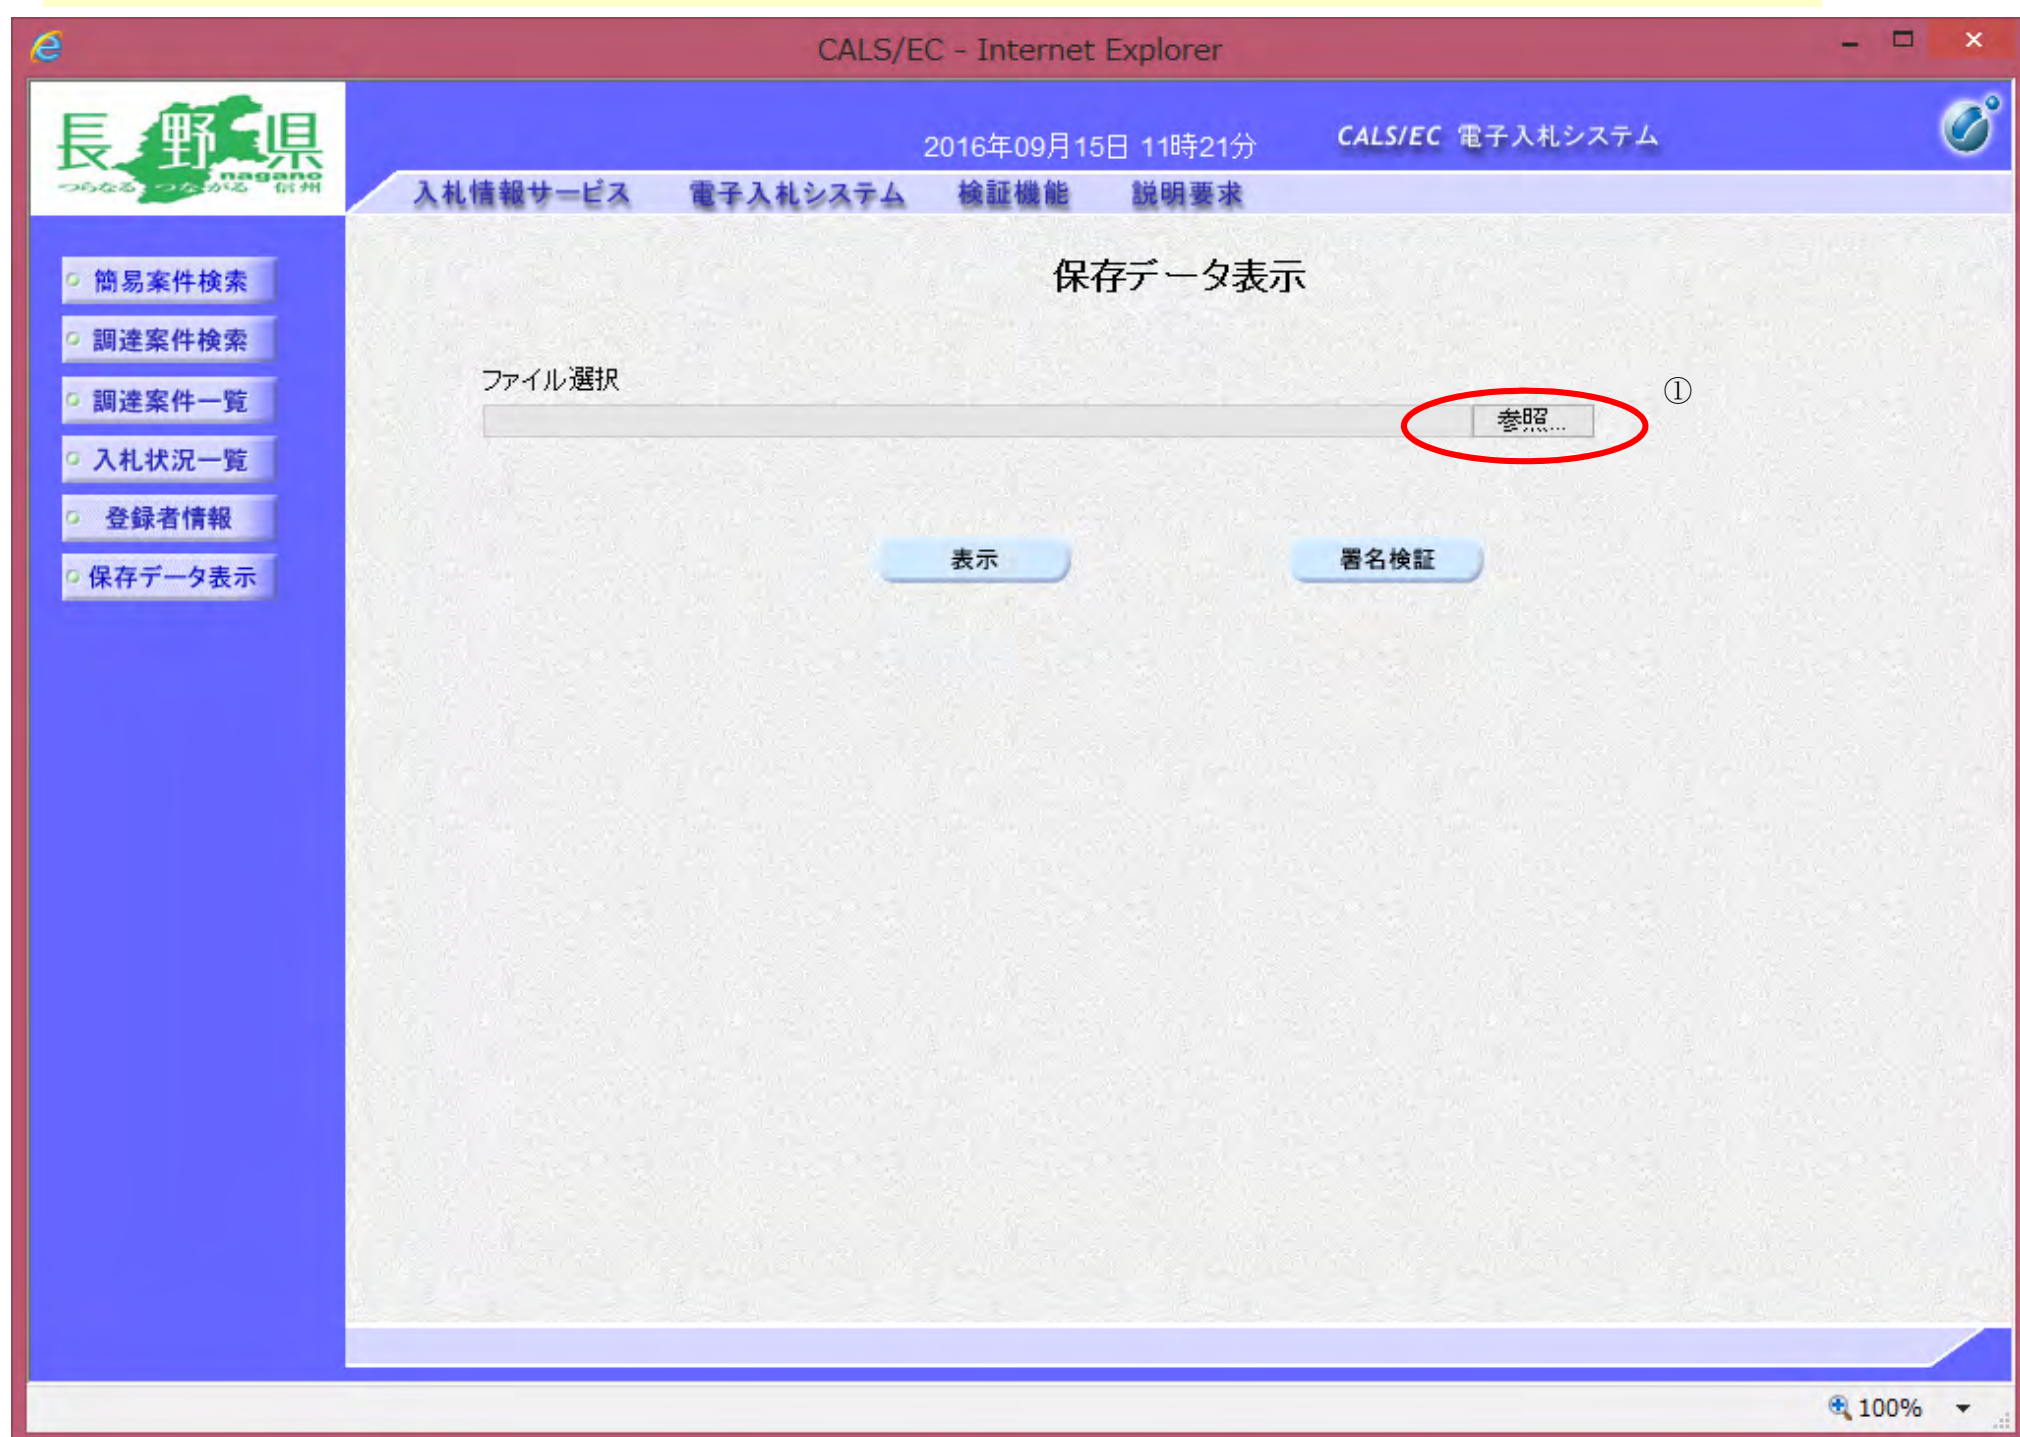 CALS/EC - Internet Explorer
長野県
nagano
つらなる つながる 信州
2016年09月15日 11時21分
CALS/EC 電子入札システム
入札情報サービス 電子入札システム 検証機能 説明要求
簡易案件検索
調達案件検索
調達案件一覧
入札状況一覧
登録者情報
保存データ表示
保存データ表示
ファイル選択
参照...
①
表示
署名検証
100%